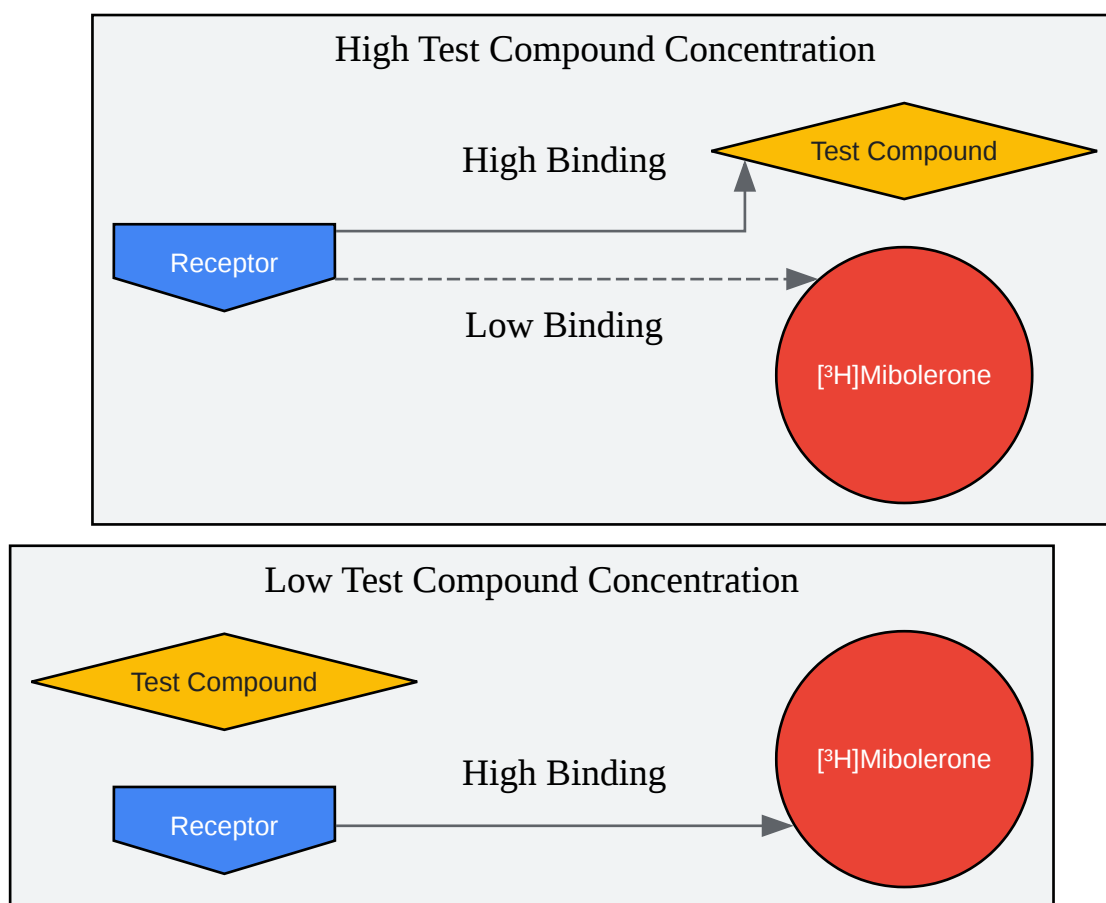 High Test Compound Concentration
Test Compound
High Binding
Receptor
Low Binding
[³H]Mibolerone
Low Test Compound Concentration
Test Compound
[³H]Mibolerone
High Binding
Receptor